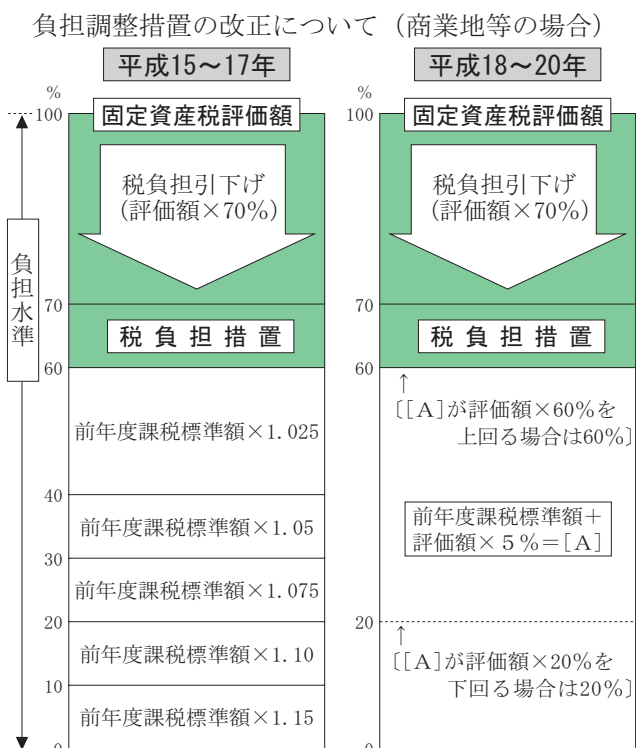 負担調整措置の改正について（商業地等の場合）
平成15～17年
%
100
固定資産税評価額
税負担引下げ
（評価額×70%）
70
税負担措置
60
前年度課税標準額×1.025
40
前年度課税標準額×1.05
30
前年度課税標準額×1.075
20
前年度課税標準額×1.10
10
前年度課税標準額×1.15
0
負担水準
平成18～20年
%
100
固定資産税評価額
税負担引下げ
（評価額×70%）
70
税負担措置
60
↑
〔[A]が評価額×60%を
上回る場合は60%〕
前年度課税標準額＋
評価額×5%＝[A]
20
↑
〔[A]が評価額×20%を
下回る場合は20%〕
0